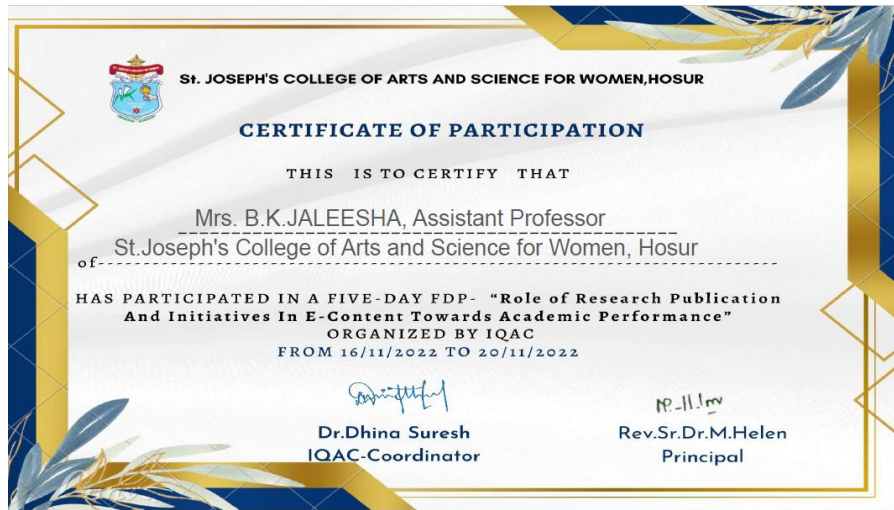 St. JOSEPH'S COLLEGE OF ARTS AND SCIENCE FOR WOMEN,HOSUR
CERTIFICATE OF PARTICIPATION
THIS IS TO CERTIFY THAT
Mrs. B.K.JALEESHA, Assistant Professor
of St.Joseph's College of Arts and Science for Women, Hosur
HAS PARTICIPATED IN A FIVE-DAY FDP- “Role of Research Publication
And Initiatives In E-Content Towards Academic Performance”
ORGANIZED BY IQAC
FROM 16/11/2022 TO 20/11/2022
Dr.Dhina Suresh
IQAC-Coordinator
Rev.Sr.Dr.M.Helen
Principal